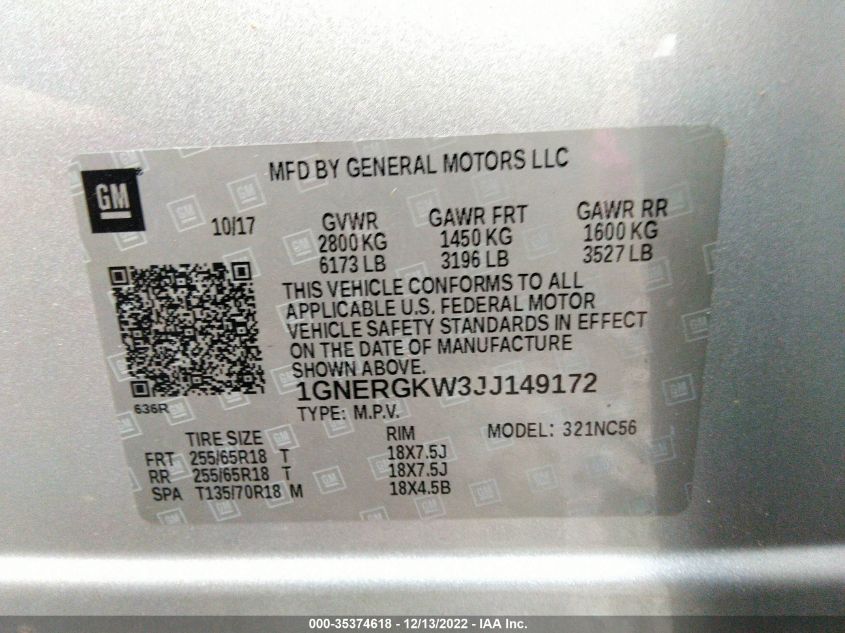 MFD BY GENERAL MOTORS LLC
GM
10/17
GVWR GAWR FRT GAWR RR
2800 KG 1450 KG 1600 KG
6173 LB 3196 LB 3527 LB
THIS VEHICLE CONFORMS TO ALL
APPLICABLE U.S. FEDERAL MOTOR
VEHICLE SAFETY STANDARDS IN EFFECT
ON THE DATE OF MANUFACTURE
SHOWN ABOVE.
1GNERGKW3JJ149172
636R
TYPE: M.P.V.
TIRE SIZE RIM MODEL: 321NC56
FRT 255/65R18 T 18X7.5J
RR 255/65R18 T 18X7.5J
SPA T135/70R18 M 18X4.5B
000-35374618 - 12/13/2022 - IAA Inc.